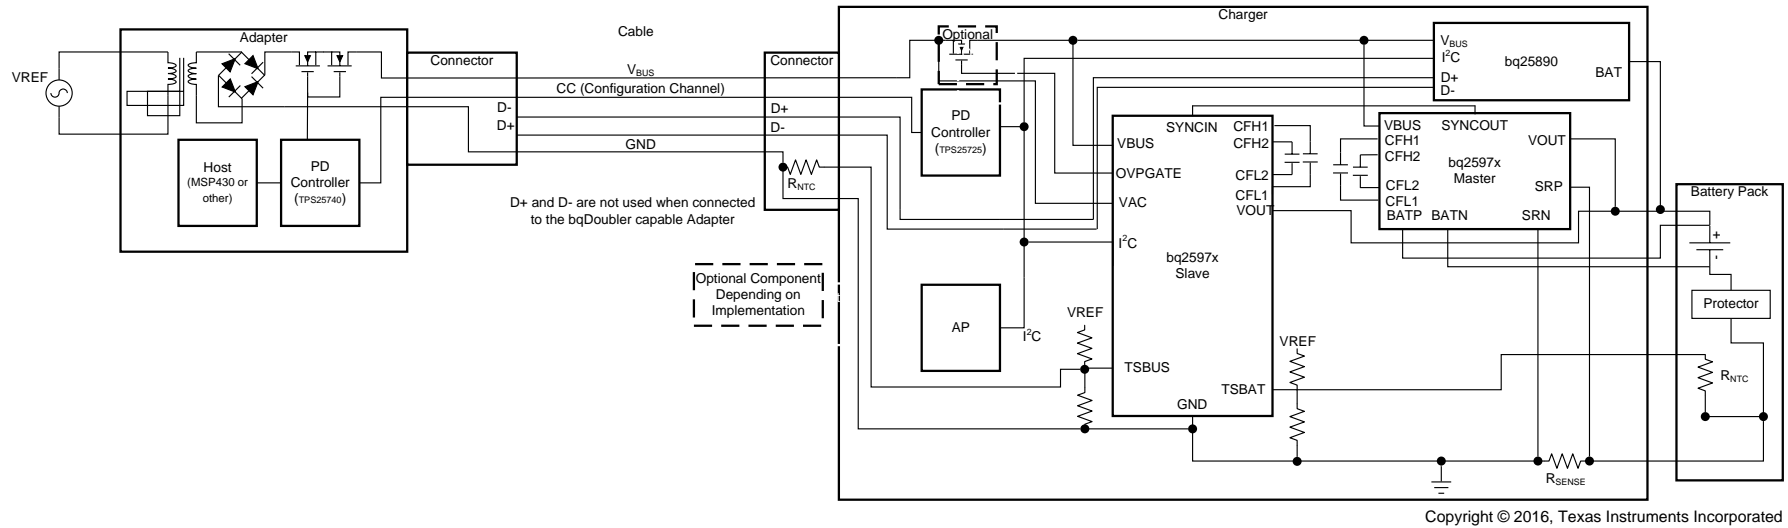 Adapter
VREF
Host
(MSP430 or
other)
PD
Controller
(TPS25740)
Connector
D-
D+
Cable
VBUS
CC (Configuration Channel)
GND
D+ and D- are not used when connected
to the bqDoubler capable Adapter
Optional Component
Depending on
Implementation
Connector
D+
D-
RNTC
Charger
Optional
PD
Controller
(TPS25725)
AP
I2C
VREF
SYNCIN
VBUS
OVPGATE
VAC
I2C
bq2597x
Slave
TSBUS
GND
CFH1
CFH2
CFL2
CFL1
VOUT
TSBAT
VREF
VBUS
I2C
D+
D-
bq25890
BAT
VBUS
SYNCOUT
CFH1
CFH2
CFL2
CFL1
BATP
BATN
bq2597x
Master
VOUT
SRP
SRN
RSENSE
Battery Pack
+
-
Protector
RNTC
Copyright © 2016, Texas Instruments Incorporated